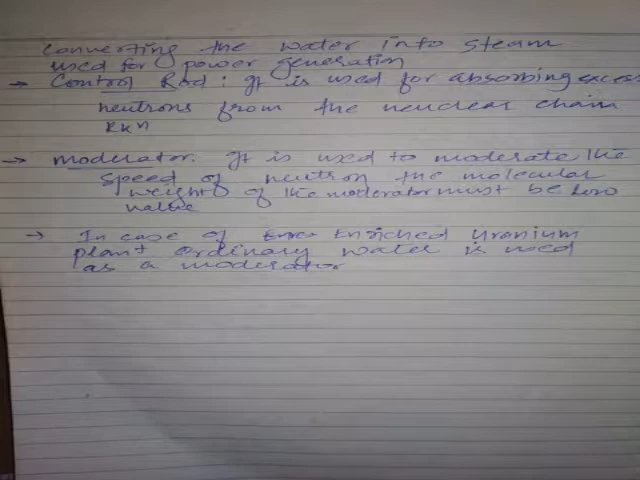 Converting the water into steam
used for power generation
→ Control Rod: It is used for absorbing excess
neutrons from the neuclear chain
rxn
→ moderator: It is used to moderate the
speed of neutron the molecular
weight of the moderator must be low
value
→ In case of Enriched Uranium
plant ordinary water is used
as a moderator